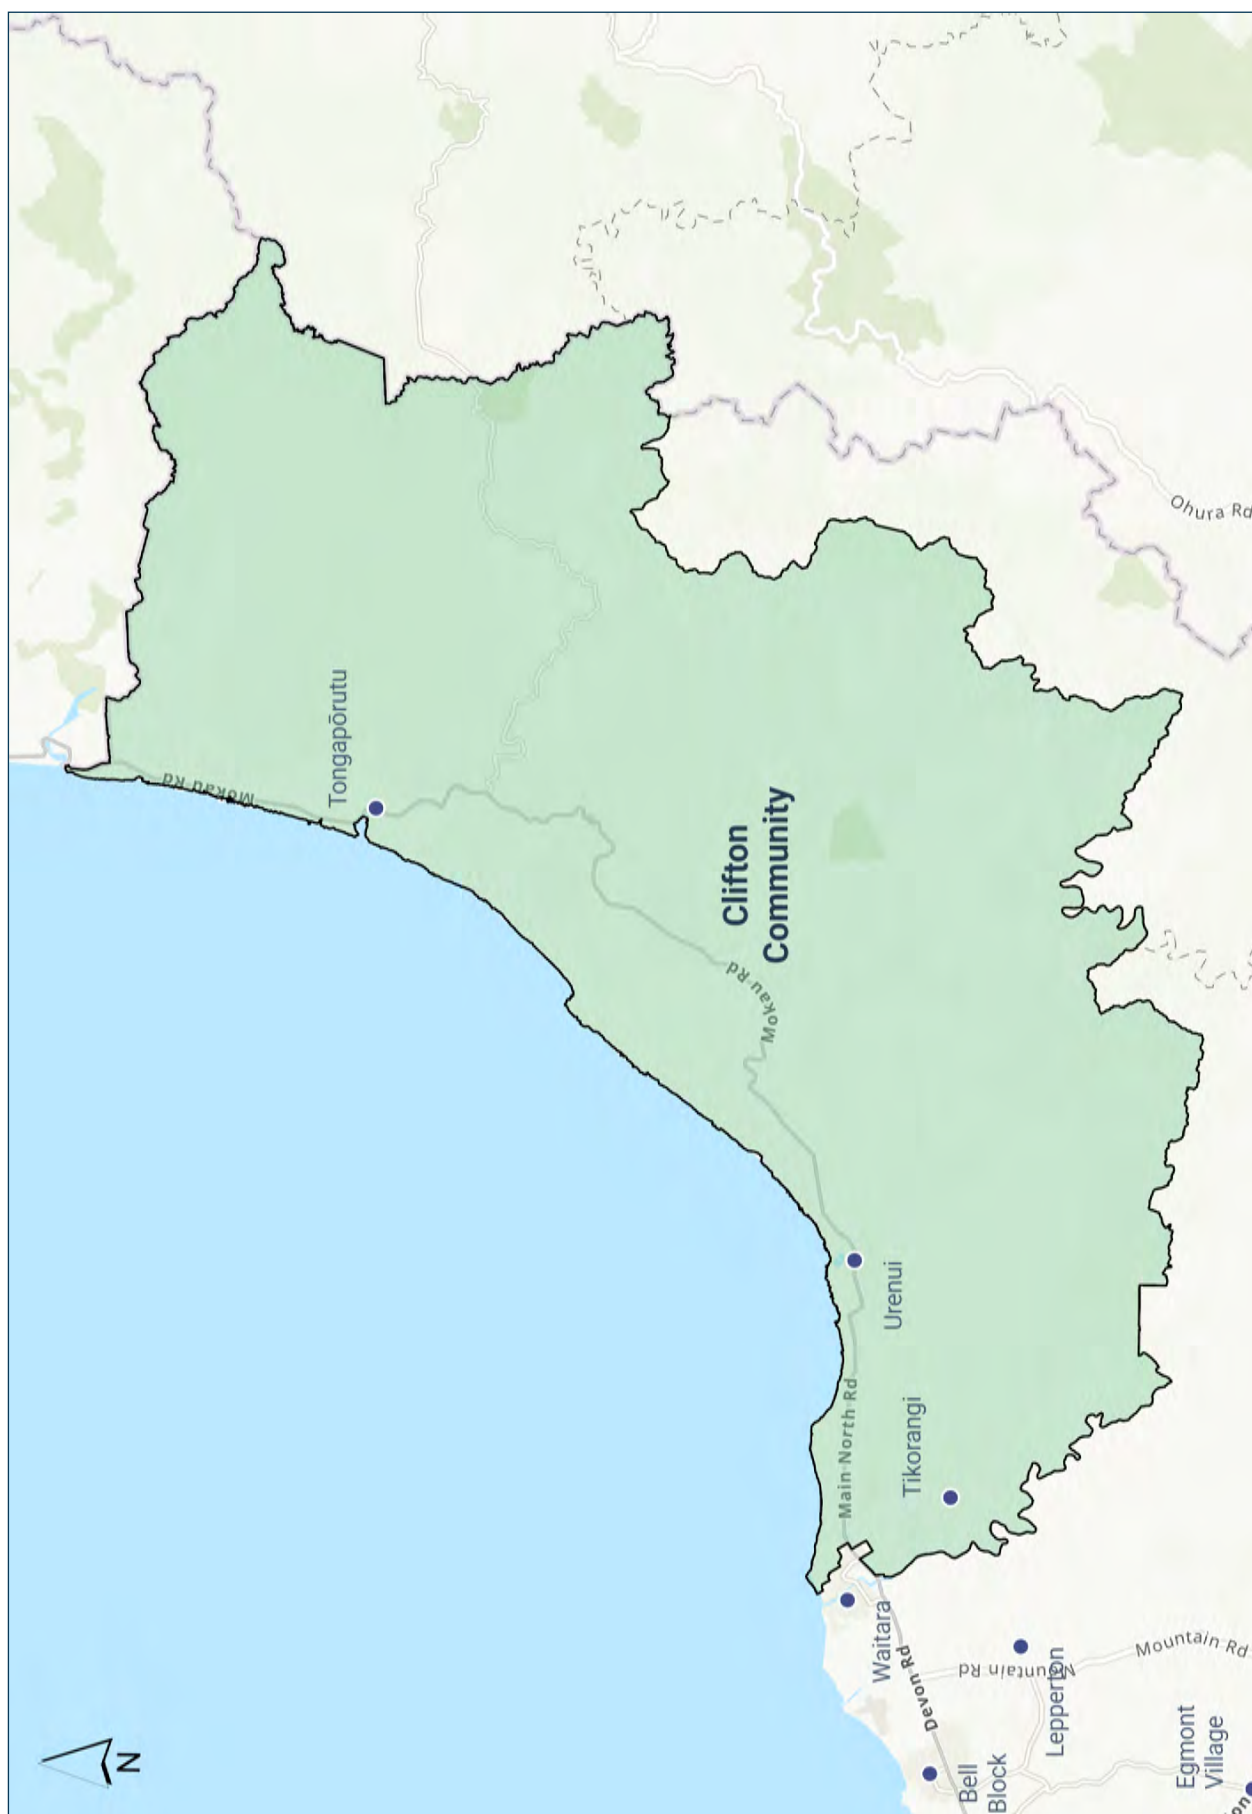 Mokau Rd
Tongapōrutu
Ohura Rd
Clifton
Community
Mokau Rd
Urenui
Main North Rd
Tikorangi
Waitara
Devon Rd
Mountain Rd
Mountain Rd
Lepperton
Bell
Block
Egmont
Village
N